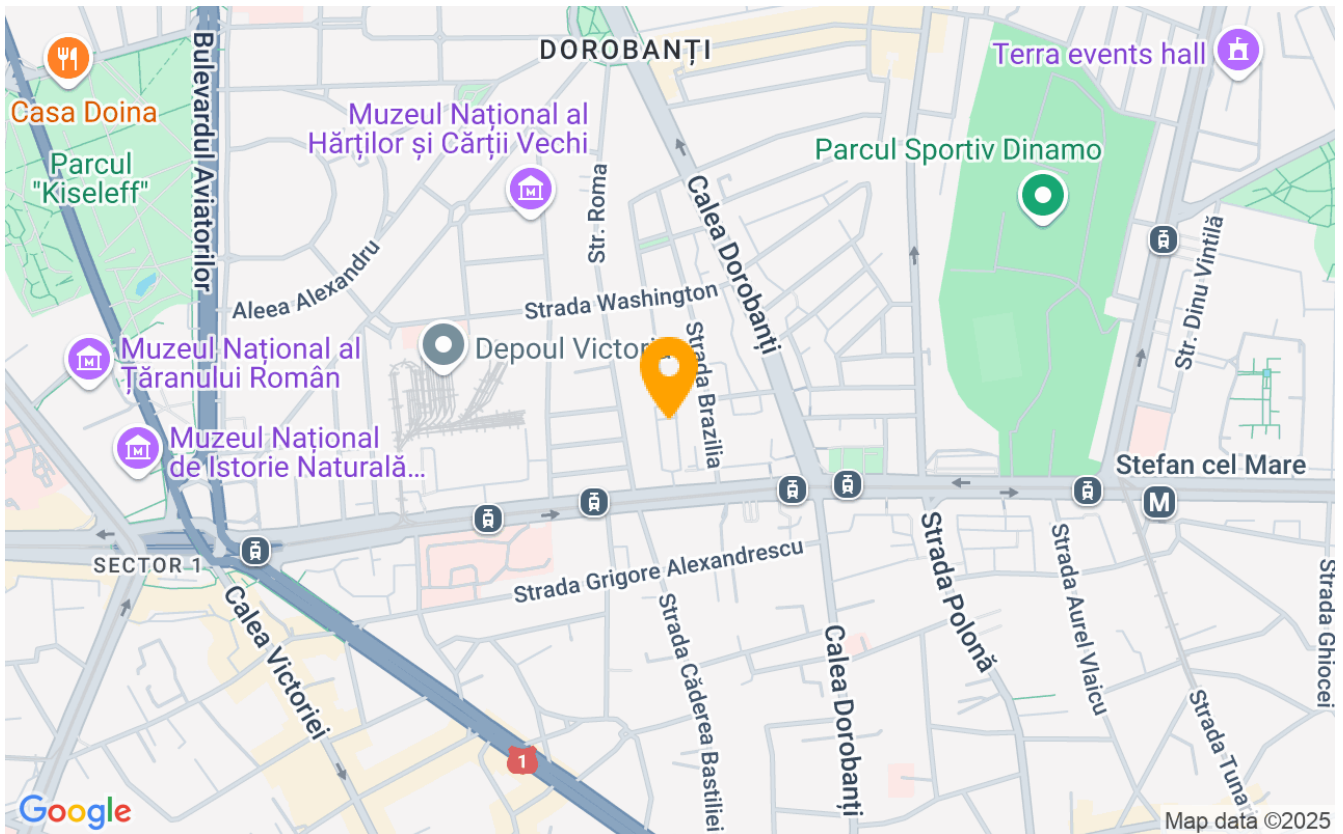 DOROBANȚI
Terra events hall
Casa Doina
Parcul
"Kiseleff"
Bulevardul Aviatorilor
Muzeul Național al
Hărților și Cărții Vechi
Str. Roma
Parcul Sportiv Dinamo
Calea Dorobanți
Aleea Alexandru
Strada Washington
Str. Dinu Vintilă
Muzeul Național al
Țăranului Român
Depoul Victoria
Strada Brazilia
Muzeul Național
de Istorie Naturală...
Stefan cel Mare
M
SECTOR 1
Strada Grigore Alexandrescu
Calea Victoriei
Strada Căderea Bastiliei
Calea Dorobanți
Strada Polonă
Strada Aurel Vlaicu
Strada Tunari
Strada Ghiocei
1
Google
Map data ©2025